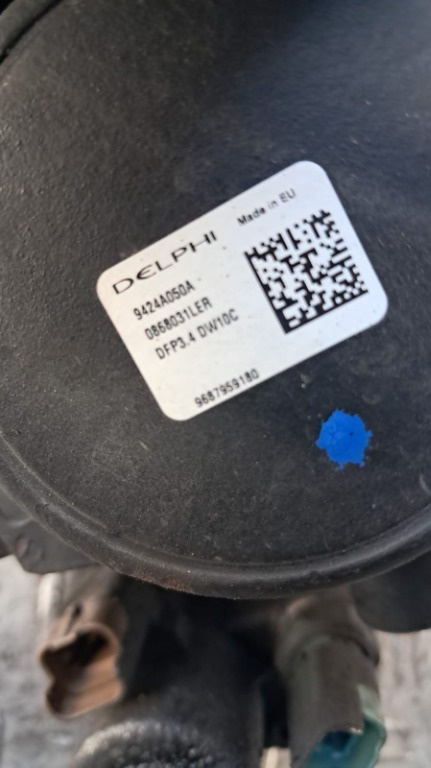 DELPHI
Made in EU
9424A050A
0868031LER
DFP3.4 DW10C
9687959180